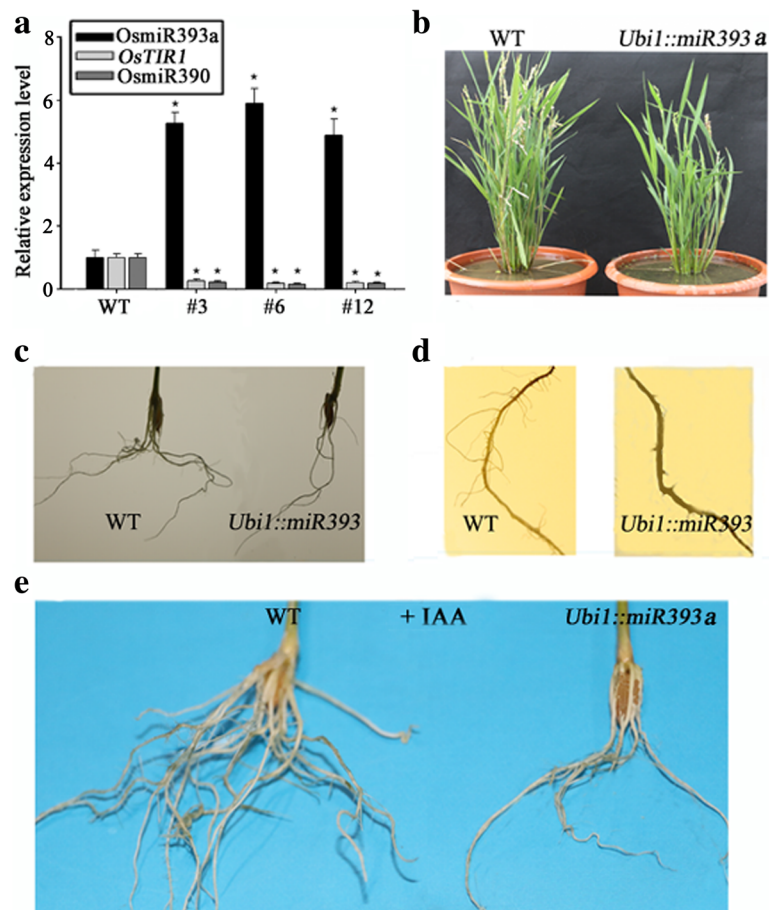 a
8
6
4
2
0
Relative expression level
OsmiR393a
OsTIR1
OsmiR390
*
*
*
* *
* *
* *
WT #3 #6 #12
b
WT Ubi1::miR393 a
c
WT
Ubi1::miR393
d
WT
Ubi1::miR393
e
WT + IAA Ubi1::miR393a